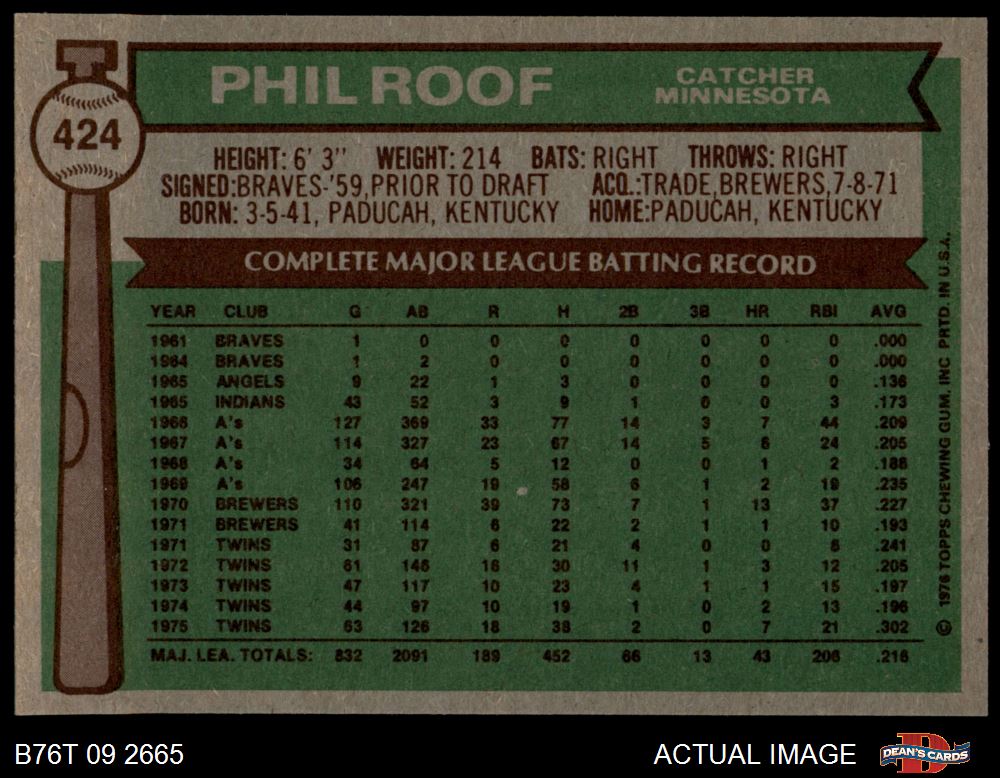 PHIL ROOF
CATCHER
MINNESOTA
424
HEIGHT: 6' 3" WEIGHT: 214 BATS: RIGHT THROWS: RIGHT
SIGNED:BRAVES-'59,PRIOR TO DRAFT ACQ.:TRADE,BREWERS,7-8-71
BORN: 3-5-41, PADUCAH, KENTUCKY HOME:PADUCAH, KENTUCKY
COMPLETE MAJOR LEAGUE BATTING RECORD
YEAR CLUB G AB R H 2B 3B HR RBI AVG
1961 BRAVES 1 0 0 0 0 0 0 0 .000
1964 BRAVES 1 2 0 0 0 0 0 0 .000
1965 ANGELS 9 22 1 3 0 0 0 0 .136
1965 INDIANS 43 52 3 9 1 0 0 3 .173
1966 A's 127 369 33 77 14 3 7 44 .209
1967 A's 114 327 23 67 14 5 6 24 .205
1968 A's 34 64 5 12 0 0 1 2 .188
1969 A's 106 247 19 58 6 1 2 19 .235
1970 BREWERS 110 321 39 73 7 1 13 37 .227
1971 BREWERS 41 114 6 22 2 1 1 10 .193
1971 TWINS 31 87 6 21 4 0 0 6 .241
1972 TWINS 61 146 16 30 11 1 3 12 .205
1973 TWINS 47 117 10 23 4 1 1 15 .197
1974 TWINS 44 97 10 19 1 0 2 13 .196
1975 TWINS 63 126 18 38 2 0 7 21 .302
MAJ. LEA. TOTALS: 832 2091 189 452 66 13 43 206 .216
© 1976 TOPPS CHEWING GUM, INC PRTD. IN U.S.A.
B76T 09 2665
ACTUAL IMAGE
DEAN'S CARDS